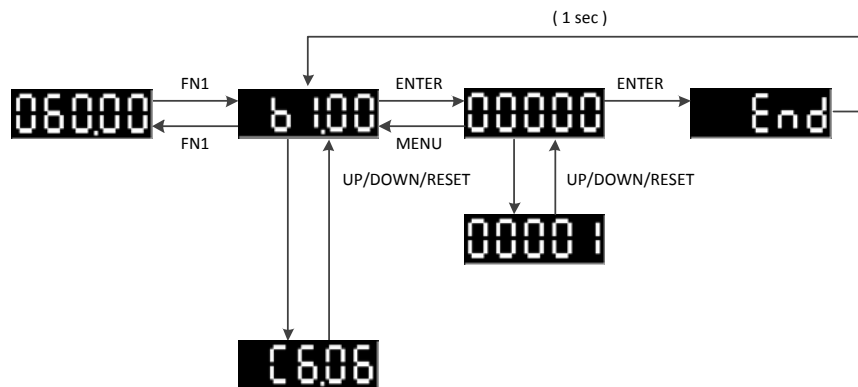 ( 1 sec )
FN1
ENTER
ENTER
060.00
b1.00
00000
End
FN1
MENU
UP/DOWN/RESET
UP/DOWN/RESET
00001
C6.06